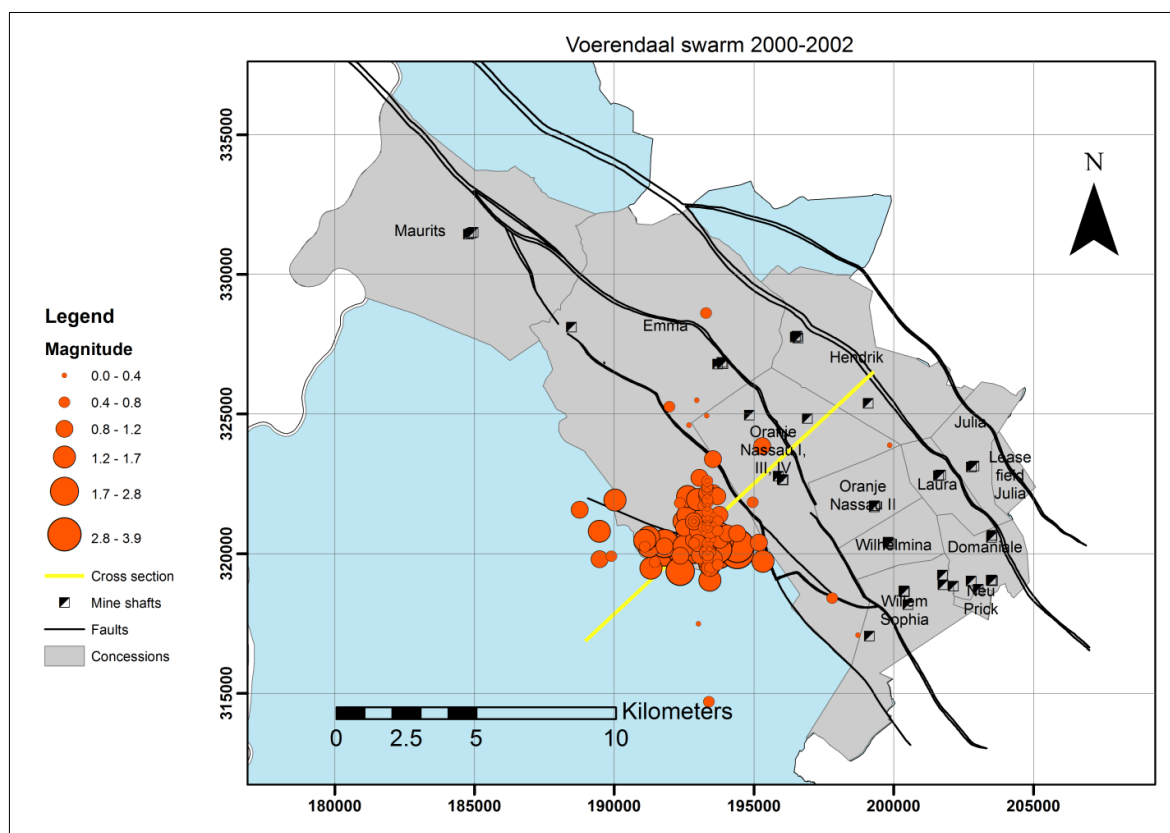 Voerendaal swarm 2000-2002
335000
330000
325000
320000
315000
N
Maurits
Emma
Hendrik
Julia
Oranje
Nassau I,
III, IV
Lease
field
Julia
Laura
Oranje
Nassau II
Wilhelmina
Domaniale
Willem
Sophia
Neu
Prick
Legend
Magnitude
0.0 - 0.4
0.4 - 0.8
0.8 - 1.2
1.2 - 1.7
1.7 - 2.8
2.8 - 3.9
Cross section
Mine shafts
Faults
Concessions
Kilometers
0 2.5 5 10
180000 185000 190000 195000 200000 205000